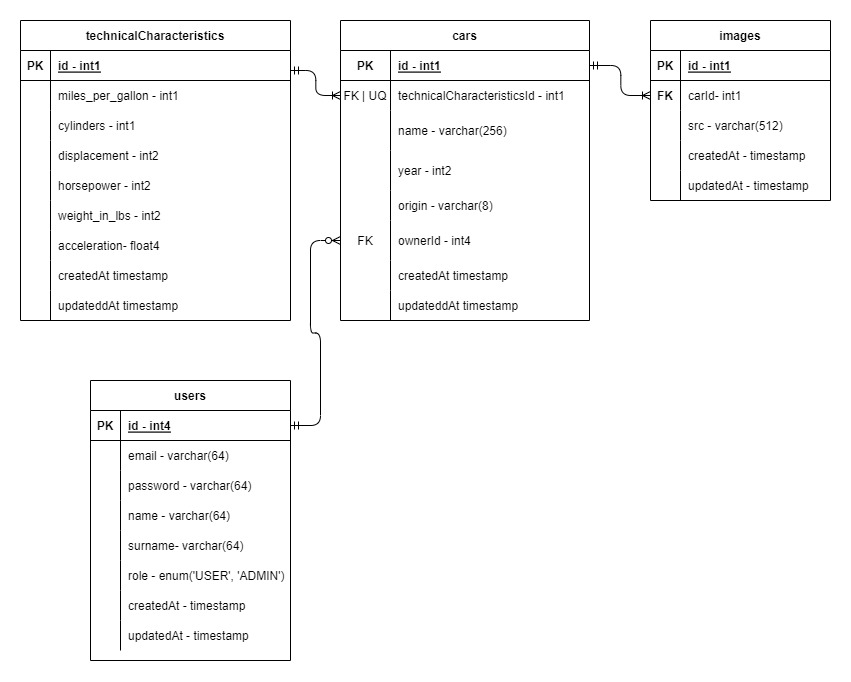 technicalCharacteristics
PK id - int1
miles_per_gallon - int1
cylinders - int1
displacement - int2
horsepower - int2
weight_in_lbs - int2
acceleration- float4
createdAt timestamp
updateddAt timestamp
cars
PK id - int1
FK | UQ technicalCharacteristicsId - int1
name - varchar(256)
year - int2
origin - varchar(8)
FK ownerId - int4
createdAt timestamp
updateddAt timestamp
images
PK id - int1
FK carId- int1
src - varchar(512)
createdAt - timestamp
updatedAt - timestamp
users
PK id - int4
email - varchar(64)
password - varchar(64)
name - varchar(64)
surname- varchar(64)
role - enum('USER', 'ADMIN')
createdAt - timestamp
updatedAt - timestamp